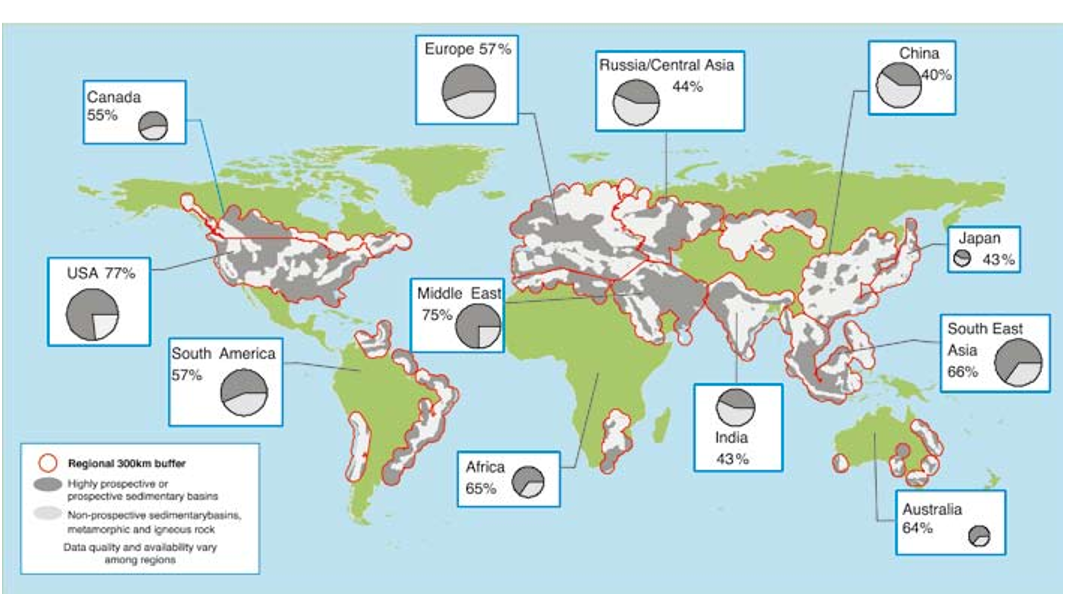 Europe 57%
Russia/Central Asia
44%
China
40%
Canada
55%
Japan
43%
USA 77%
Middle East
75%
South East
Asia
66%
South America
57%
India
43%
Africa
65%
Australia
64%
Regional 300km buffer
Highly prospective or
prospective sedimentary basins
Non-prospective sedimentarybasins,
metamorphic and igneous rock
Data quality and availability vary
among regions